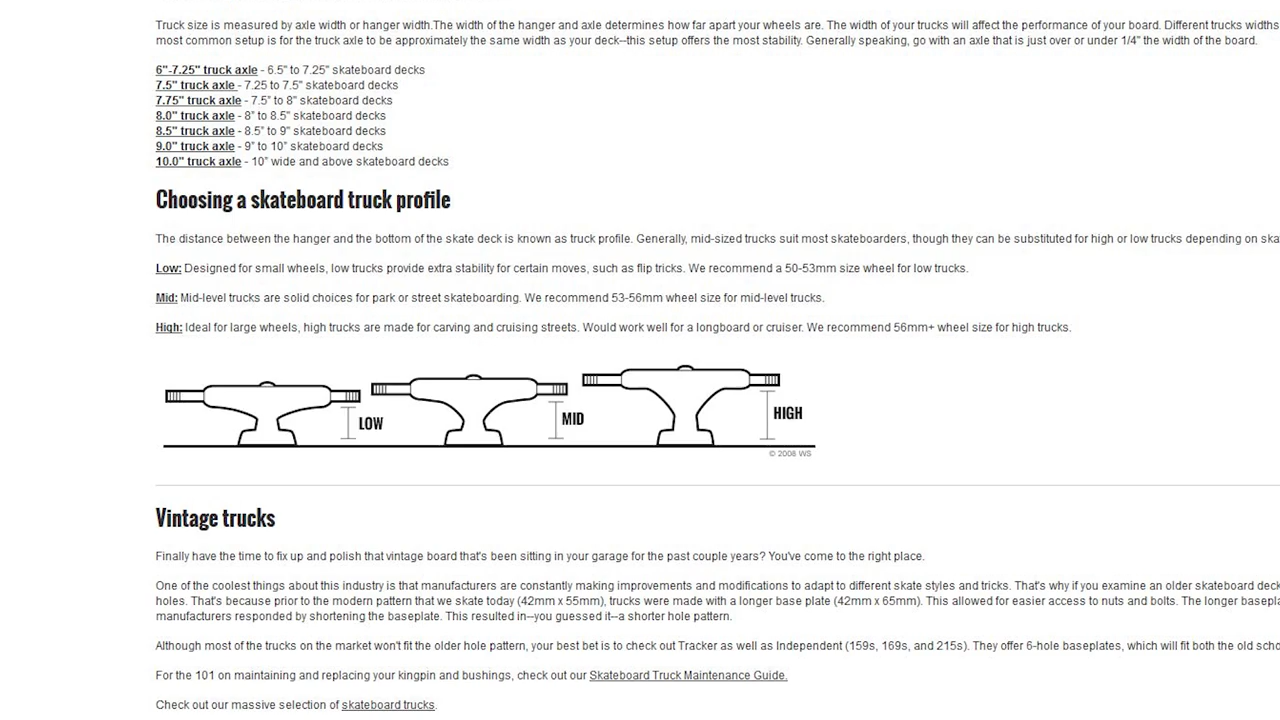 Truck size is measured by axle width or hanger width.The width of the hanger and axle determines how far apart your wheels are. The width of your trucks will affect the performance of your board. Different trucks widths
most common setup is for the truck axle to be approximately the same width as your deck--this setup offers the most stability. Generally speaking, go with an axle that is just over or under 1/4" the width of the board.
6"-7.25" truck axle - 6.5" to 7.25" skateboard decks
7.5" truck axle - 7.25 to 7.5" skateboard decks
7.75" truck axle - 7.5" to 8" skateboard decks
8.0" truck axle - 8" to 8.5" skateboard decks
8.5" truck axle - 8.5" to 9" skateboard decks
9.0" truck axle - 9" to 10" skateboard decks
10.0" truck axle - 10" wide and above skateboard decks
Choosing a skateboard truck profile
The distance between the hanger and the bottom of the skate deck is known as truck profile. Generally, mid-sized trucks suit most skateboarders, though they can be substituted for high or low trucks depending on ska
Low: Designed for small wheels, low trucks provide extra stability for certain moves, such as flip tricks. We recommend a 50-53mm size wheel for low trucks.
Mid: Mid-level trucks are solid choices for park or street skateboarding. We recommend 53-56mm wheel size for mid-level trucks.
High: Ideal for large wheels, high trucks are made for carving and cruising streets. Would work well for a longboard or cruiser. We recommend 56mm+ wheel size for high trucks.
LOW
MID
HIGH
© 2008 WS
Vintage trucks
Finally have the time to fix up and polish that vintage board that's been sitting in your garage for the past couple years? You've come to the right place.
One of the coolest things about this industry is that manufacturers are constantly making improvements and modifications to adapt to different skate styles and tricks. That's why if you examine an older skateboard deck
holes. That's because prior to the modern pattern that we skate today (42mm x 55mm), trucks were made with a longer base plate (42mm x 65mm). This allowed for easier access to nuts and bolts. The longer basepla
manufacturers responded by shortening the baseplate. This resulted in--you guessed it--a shorter hole pattern.
Although most of the trucks on the market won't fit the older hole pattern, your best bet is to check out Tracker as well as Independent (159s, 169s, and 215s). They offer 6-hole baseplates, which will fit both the old scho
For the 101 on maintaining and replacing your kingpin and bushings, check out our Skateboard Truck Maintenance Guide.
Check out our massive selection of skateboard trucks.